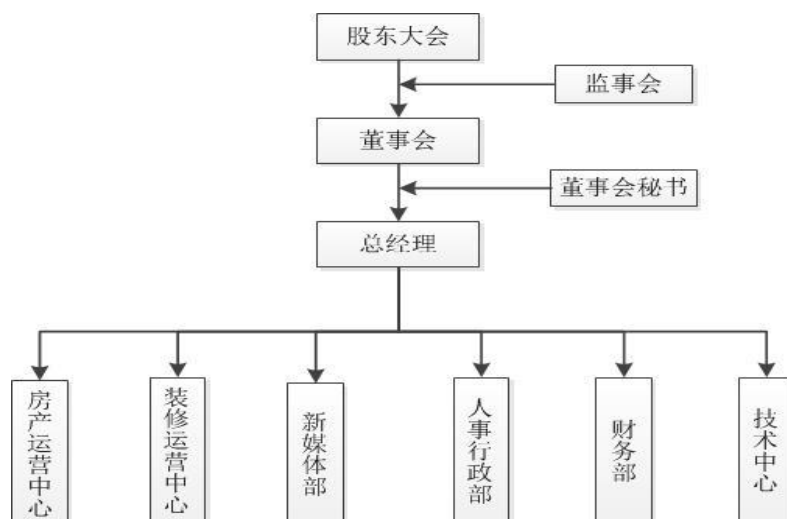 股东大会
监事会
董事会
董事会秘书
总经理
房产运营中心
装修运营中心
新媒体部
人事行政部
财务部
技术中心